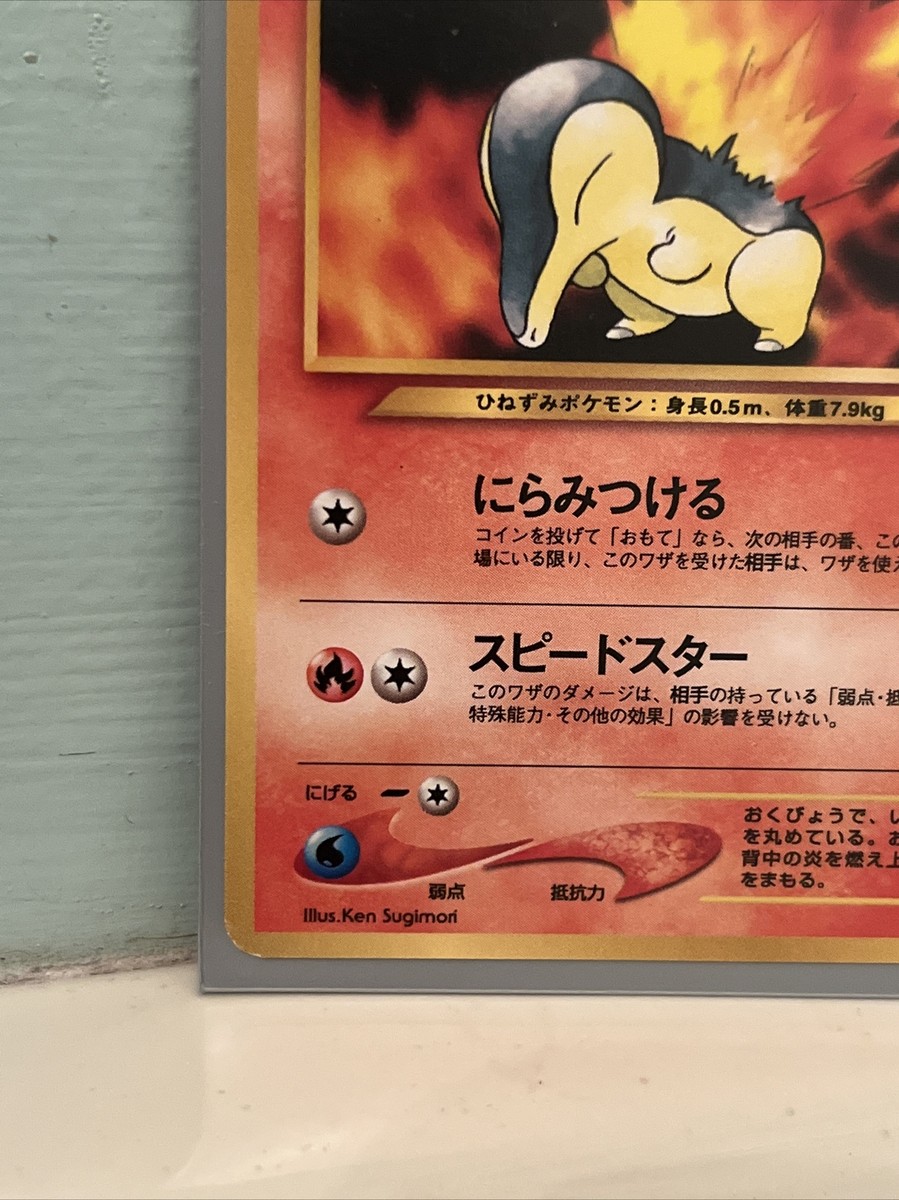 ひねずみポケモン：身長0.5m、体重7.9kg
にらみつける
コインを投げて「おもて」なら、次の相手の番、この
場にいる限り、このワザを受けた相手は、ワザを使え
スピードスター
このワザのダメージは、相手の持っている「弱点・抵
特殊能力・その他の効果」の影響を受けない。
にげる
おくびょうで、い
を丸めている。お
背中の炎を燃え上
をまもる。
弱点 抵抗力
Illus.Ken Sugimori